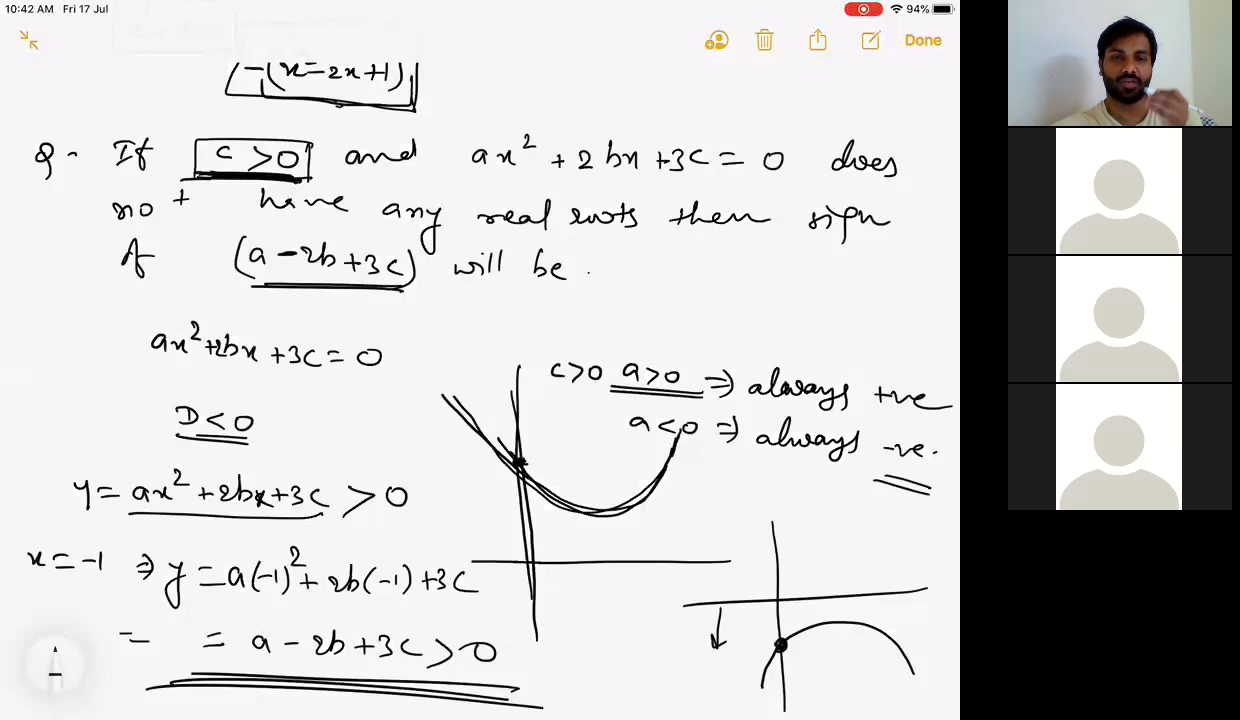 10:42 AM Fri 17 Jul
94%
Done
-(x-2x+1)
Q- If c>0 and ax²+2bx+3c=0 does
not have any real roots then sign
of (a-2b+3c) will be.
ax²+2bx+3c=0
c>0 a>0 ⇒ always +ve
D<0
a<0 ⇒ always -ve.
y=ax²+2bx+3c>0
x=-1 ⇒ y=a(-1)²+2b(-1)+3c
= = a-2b+3c>0